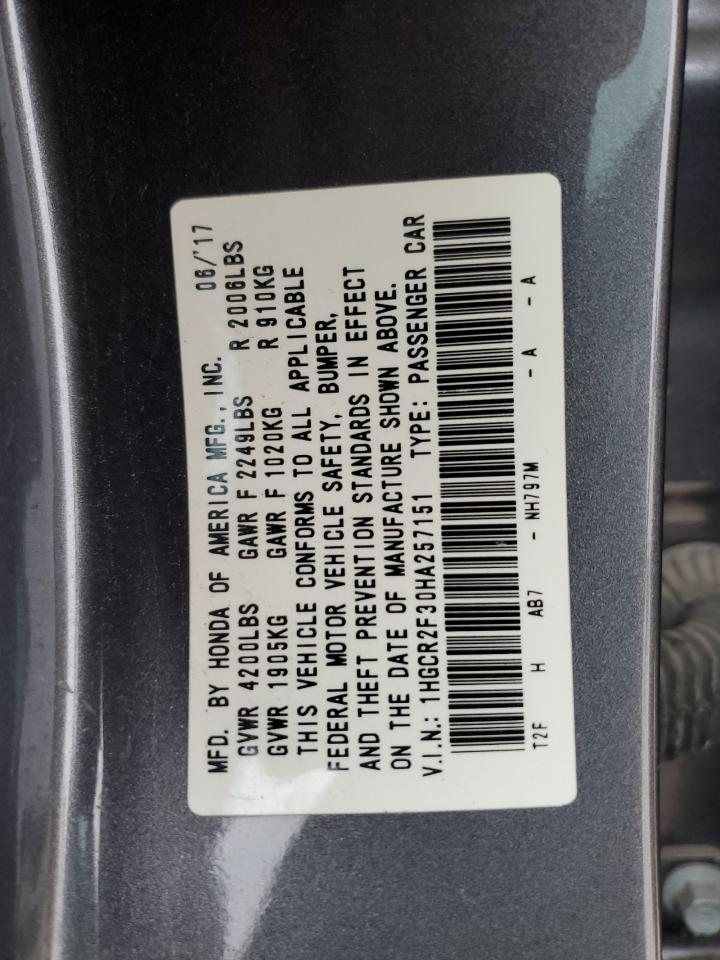 MFD. BY HONDA OF AMERICA MFG., INC. 06/'17
GVWR 4200LBS GAWR F 2249LBS R 2006LBS
GVWR 1905KG GAWR F 1020KG R 910KG
THIS VEHICLE CONFORMS TO ALL APPLICABLE
FEDERAL MOTOR VEHICLE SAFETY, BUMPER,
AND THEFT PREVENTION STANDARDS IN EFFECT
ON THE DATE OF MANUFACTURE SHOWN ABOVE.
V.I.N.: 1HGCR2F30HA257151 TYPE: PASSENGER CAR
T2F H AB7 - NH797M - A - A